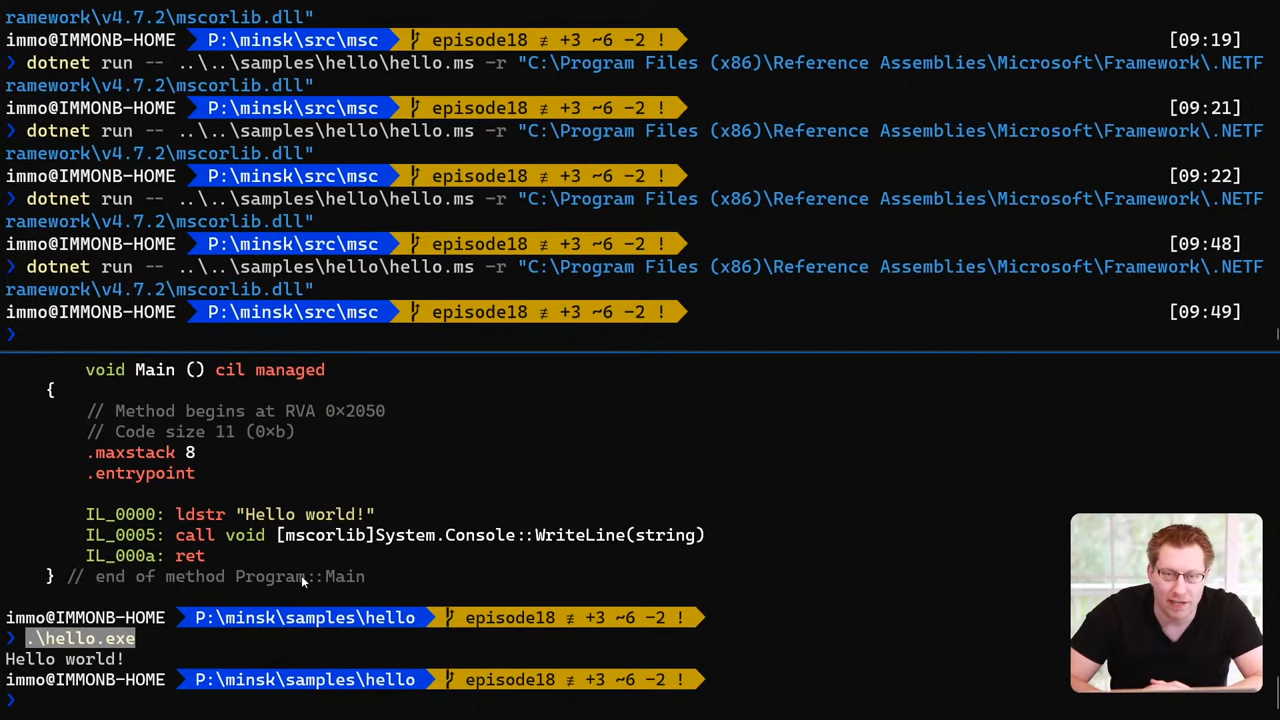 ramework\v4.7.2\mscorlib.dll"
immo@IMMONB-HOME P:\minsk\src\msc episode18 ≢ +3 ~6 -2 ! [09:19]
❯ dotnet run -- ..\..\samples\hello\hello.ms -r "C:\Program Files (x86)\Reference Assemblies\Microsoft\Framework\.NETF
ramework\v4.7.2\mscorlib.dll"
immo@IMMONB-HOME P:\minsk\src\msc episode18 ≢ +3 ~6 -2 ! [09:21]
❯ dotnet run -- ..\..\samples\hello\hello.ms -r "C:\Program Files (x86)\Reference Assemblies\Microsoft\Framework\.NETF
ramework\v4.7.2\mscorlib.dll"
immo@IMMONB-HOME P:\minsk\src\msc episode18 ≢ +3 ~6 -2 ! [09:22]
❯ dotnet run -- ..\..\samples\hello\hello.ms -r "C:\Program Files (x86)\Reference Assemblies\Microsoft\Framework\.NETF
ramework\v4.7.2\mscorlib.dll"
immo@IMMONB-HOME P:\minsk\src\msc episode18 ≢ +3 ~6 -2 ! [09:48]
❯ dotnet run -- ..\..\samples\hello\hello.ms -r "C:\Program Files (x86)\Reference Assemblies\Microsoft\Framework\.NETF
ramework\v4.7.2\mscorlib.dll"
immo@IMMONB-HOME P:\minsk\src\msc episode18 ≢ +3 ~6 -2 ! [09:49]
❯
void Main () cil managed
{
// Method begins at RVA 0×2050
// Code size 11 (0×b)
.maxstack 8
.entrypoint
IL_0000: ldstr "Hello world!"
IL_0005: call void [mscorlib]System.Console::WriteLine(string)
IL_000a: ret
} // end of method Program::Main
immo@IMMONB-HOME P:\minsk\samples\hello episode18 ≢ +3 ~6 -2 !
❯ .\hello.exe
Hello world!
immo@IMMONB-HOME P:\minsk\samples\hello episode18 ≢ +3 ~6 -2 !
❯